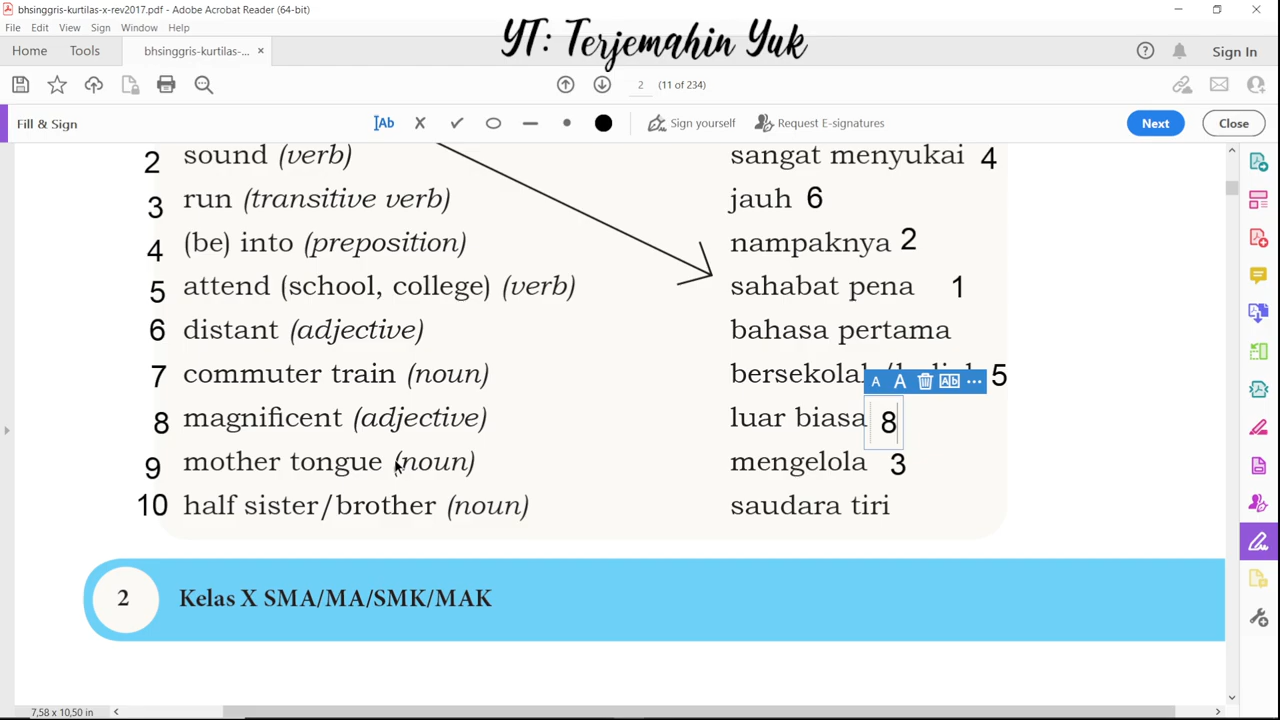 bhsinggris-kurtilas-x-rev2017.pdf - Adobe Acrobat Reader (64-bit)
YT: Terjemahin Yuk
File Edit View Sign Window Help
Home Tools bhsinggris-kurtilas-... × Sign In
2 (11 of 234)
Fill & Sign Ab Sign yourself Request E-signatures Next Close
2 sound (verb) sangat menyukai 4
3 run (transitive verb) jauh 6
4 (be) into (preposition) nampaknya 2
5 attend (school, college) (verb) sahabat pena 1
6 distant (adjective) bahasa pertama
7 commuter train (noun) 5
A A Ab ...
8 magnificent (adjective) luar biasa 8
9 mother tongue (noun) mengelola 3
10 half sister/brother (noun) saudara tiri
2 Kelas X SMA/MA/SMK/MAK
7,58 x 10,50 in